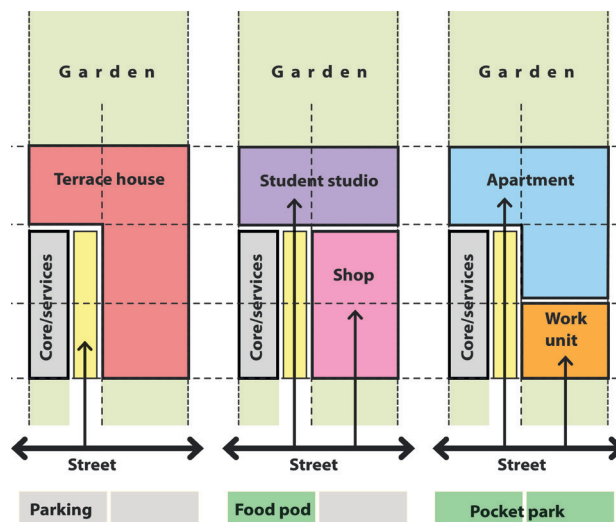 Garden
Garden
Garden
Terrace house
Student studio
Apartment
Core/services
Core/services
Shop
Core/services
Work
unit
Street
Street
Street
Parking
Food pod
Pocket park